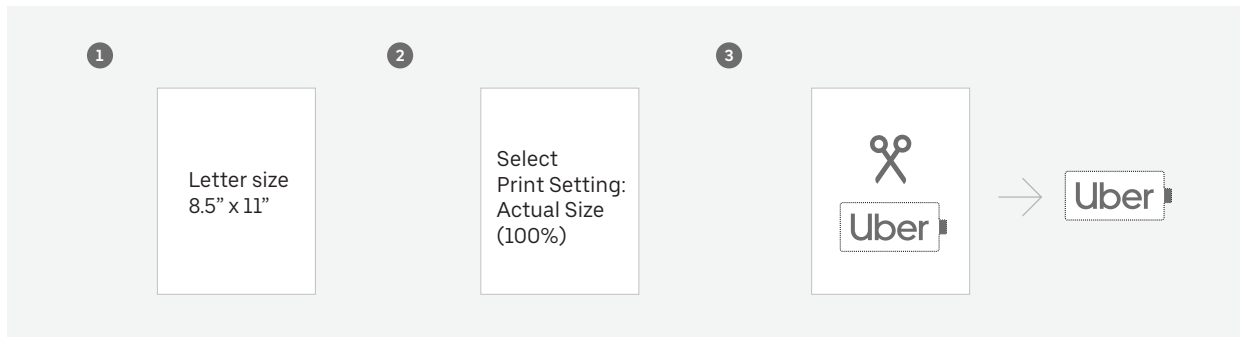 1
2
3
Letter size
8.5” x 11”
Select
Print Setting:
Actual Size
(100%)
Uber
Uber